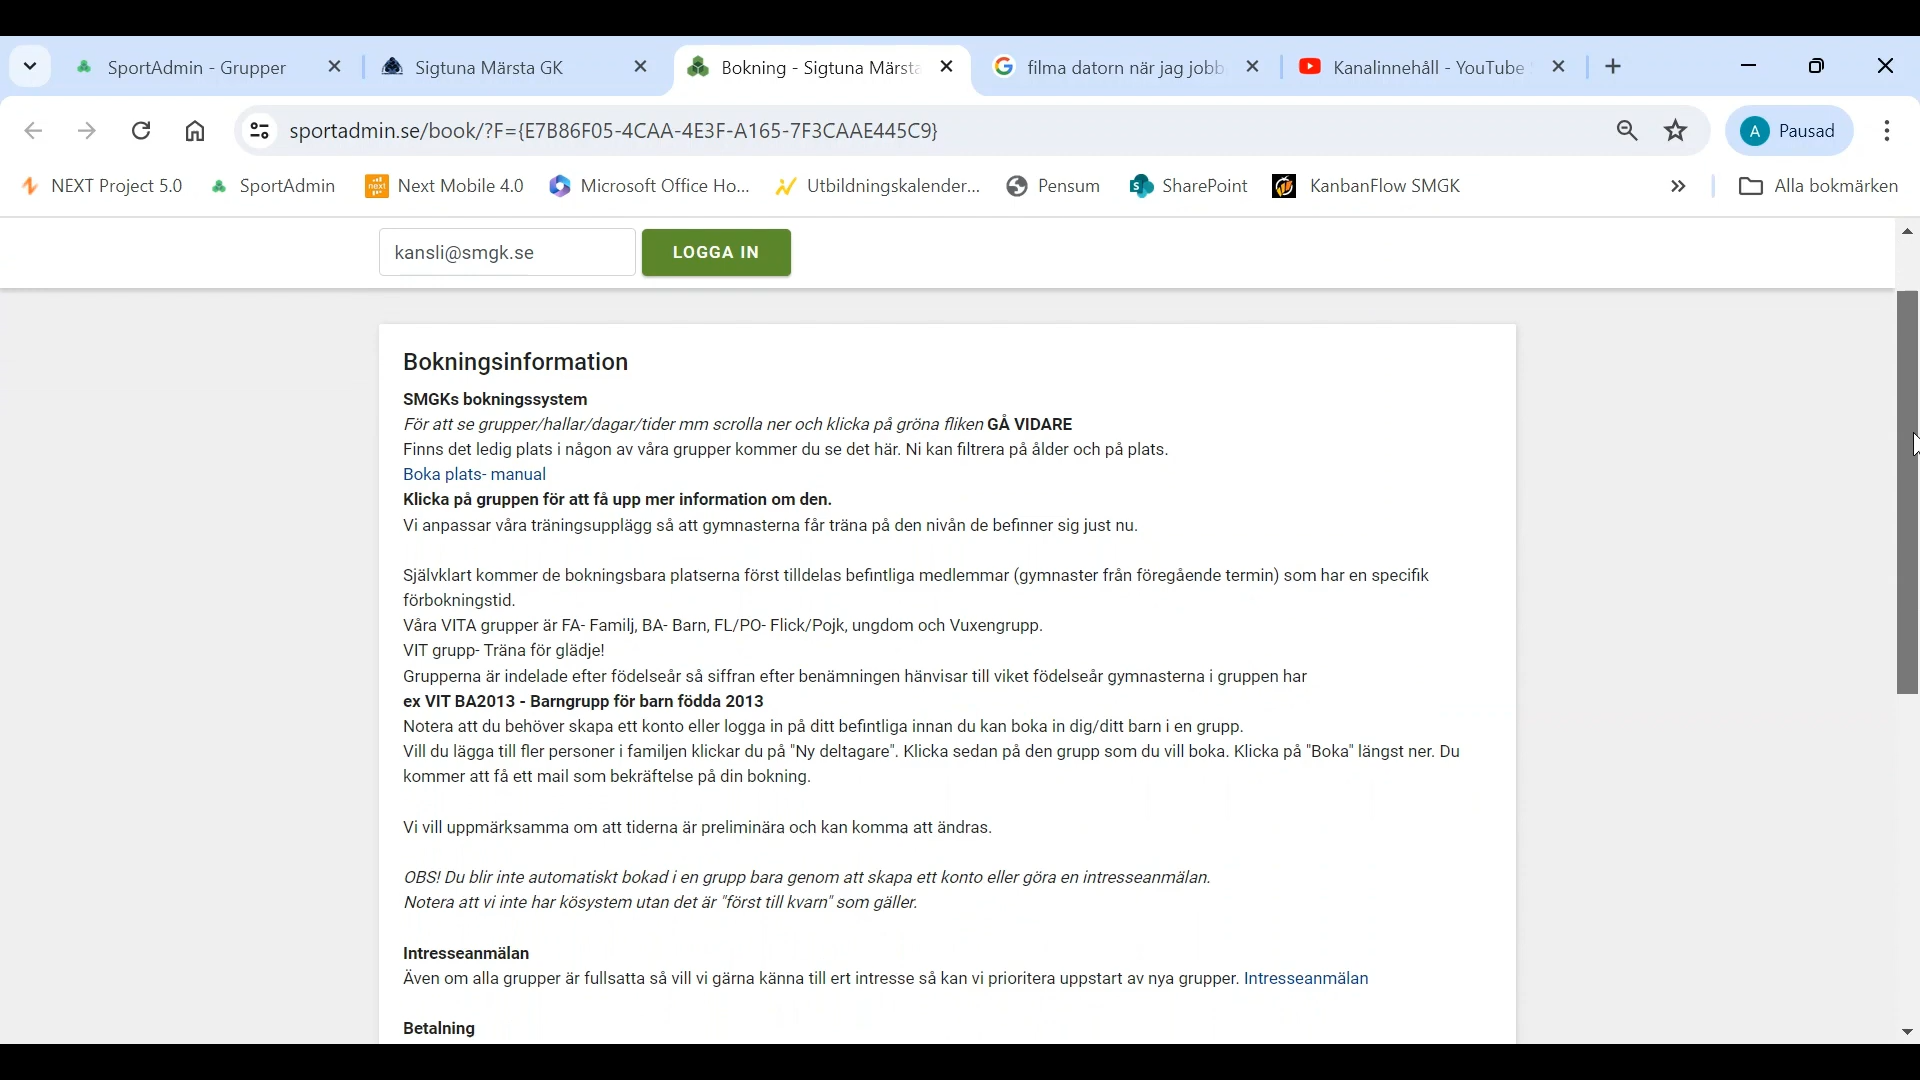 SportAdmin - Grupper
Sigtuna Märsta GK
Bokning - Sigtuna Märsta
filma datorn när jag jobb
Kanalinnehåll - YouTube
sportadmin.se/book/?F={E7B86F05-4CAA-4E3F-A165-7F3CAAE445C9}
A Pausad
NEXT Project 5.0
SportAdmin
next Next Mobile 4.0
Microsoft Office Ho...
Utbildningskalender...
Pensum
SharePoint
KanbanFlow SMGK
Alla bokmärken
kansli@smgk.se
LOGGA IN
Bokningsinformation
SMGKs bokningssystem
För att se grupper/hallar/dagar/tider mm scrolla ner och klicka på gröna fliken GÅ VIDARE
Finns det ledig plats i någon av våra grupper kommer du se det här. Ni kan filtrera på ålder och på plats.
Boka plats- manual
Klicka på gruppen för att få upp mer information om den.
Vi anpassar våra träningsupplägg så att gymnasterna får träna på den nivån de befinner sig just nu.
Självklart kommer de bokningsbara platserna först tilldelas befintliga medlemmar (gymnaster från föregående termin) som har en specifik
förbokningstid.
Våra VITA grupper är FA- Familj, BA- Barn, FL/PO- Flick/Pojk, ungdom och Vuxengrupp.
VIT grupp- Träna för glädje!
Grupperna är indelade efter födelseår så siffran efter benämningen hänvisar till viket födelseår gymnasterna i gruppen har
ex VIT BA2013 - Barngrupp för barn födda 2013
Notera att du behöver skapa ett konto eller logga in på ditt befintliga innan du kan boka in dig/ditt barn i en grupp.
Vill du lägga till fler personer i familjen klickar du på "Ny deltagare". Klicka sedan på den grupp som du vill boka. Klicka på "Boka" längst ner. Du
kommer att få ett mail som bekräftelse på din bokning.
Vi vill uppmärksamma om att tiderna är preliminära och kan komma att ändras.
OBS! Du blir inte automatiskt bokad i en grupp bara genom att skapa ett konto eller göra en intresseanmälan.
Notera att vi inte har kösystem utan det är "först till kvarn" som gäller.
Intresseanmälan
Även om alla grupper är fullsatta så vill vi gärna känna till ert intresse så kan vi prioritera uppstart av nya grupper. Intresseanmälan
Betalning